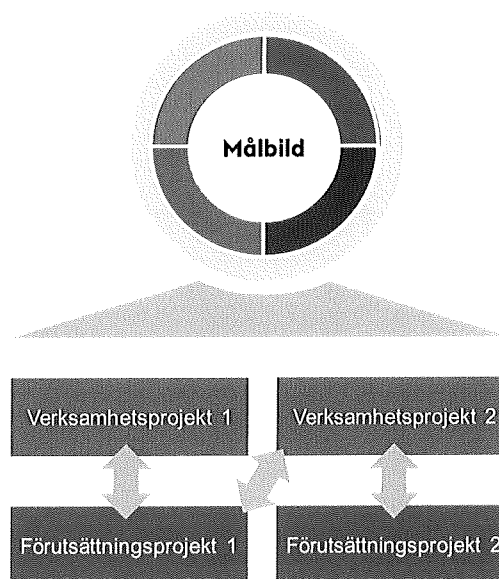 Målbild
Verksamhetsprojekt 1
Verksamhetsprojekt 2
Förutsättningsprojekt 1
Förutsättningsprojekt 2